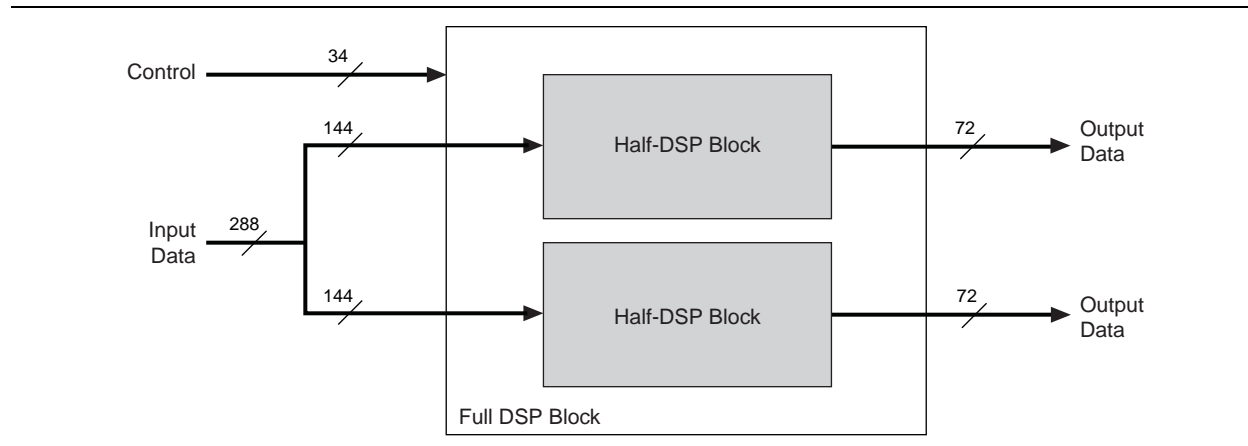 Control
34
144
Half-DSP Block
72
Output
Data
Input
Data
288
144
Half-DSP Block
72
Output
Data
Full DSP Block